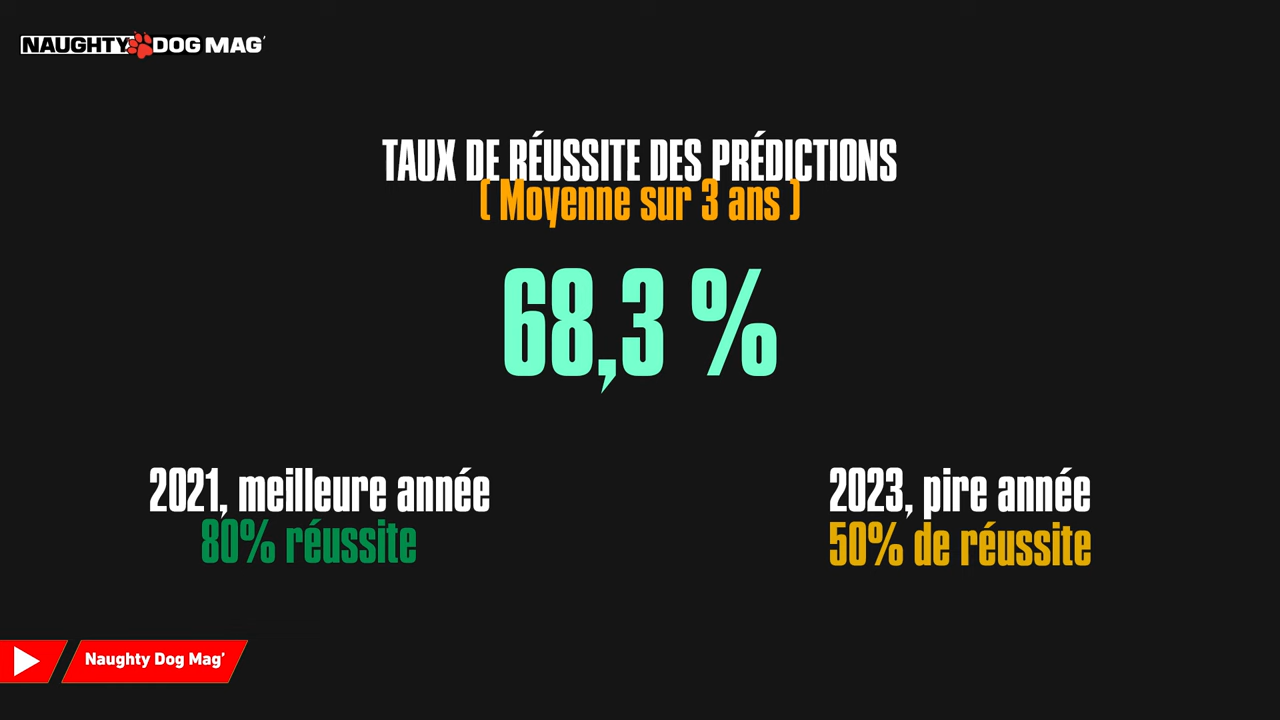 NAUGHTY DOG MAG'
TAUX DE RÉUSSITE DES PRÉDICTIONS
( Moyenne sur 3 ans )
68,3 %
2021, meilleure année
80% réussite
2023, pire année
50% de réussite
Naughty Dog Mag'